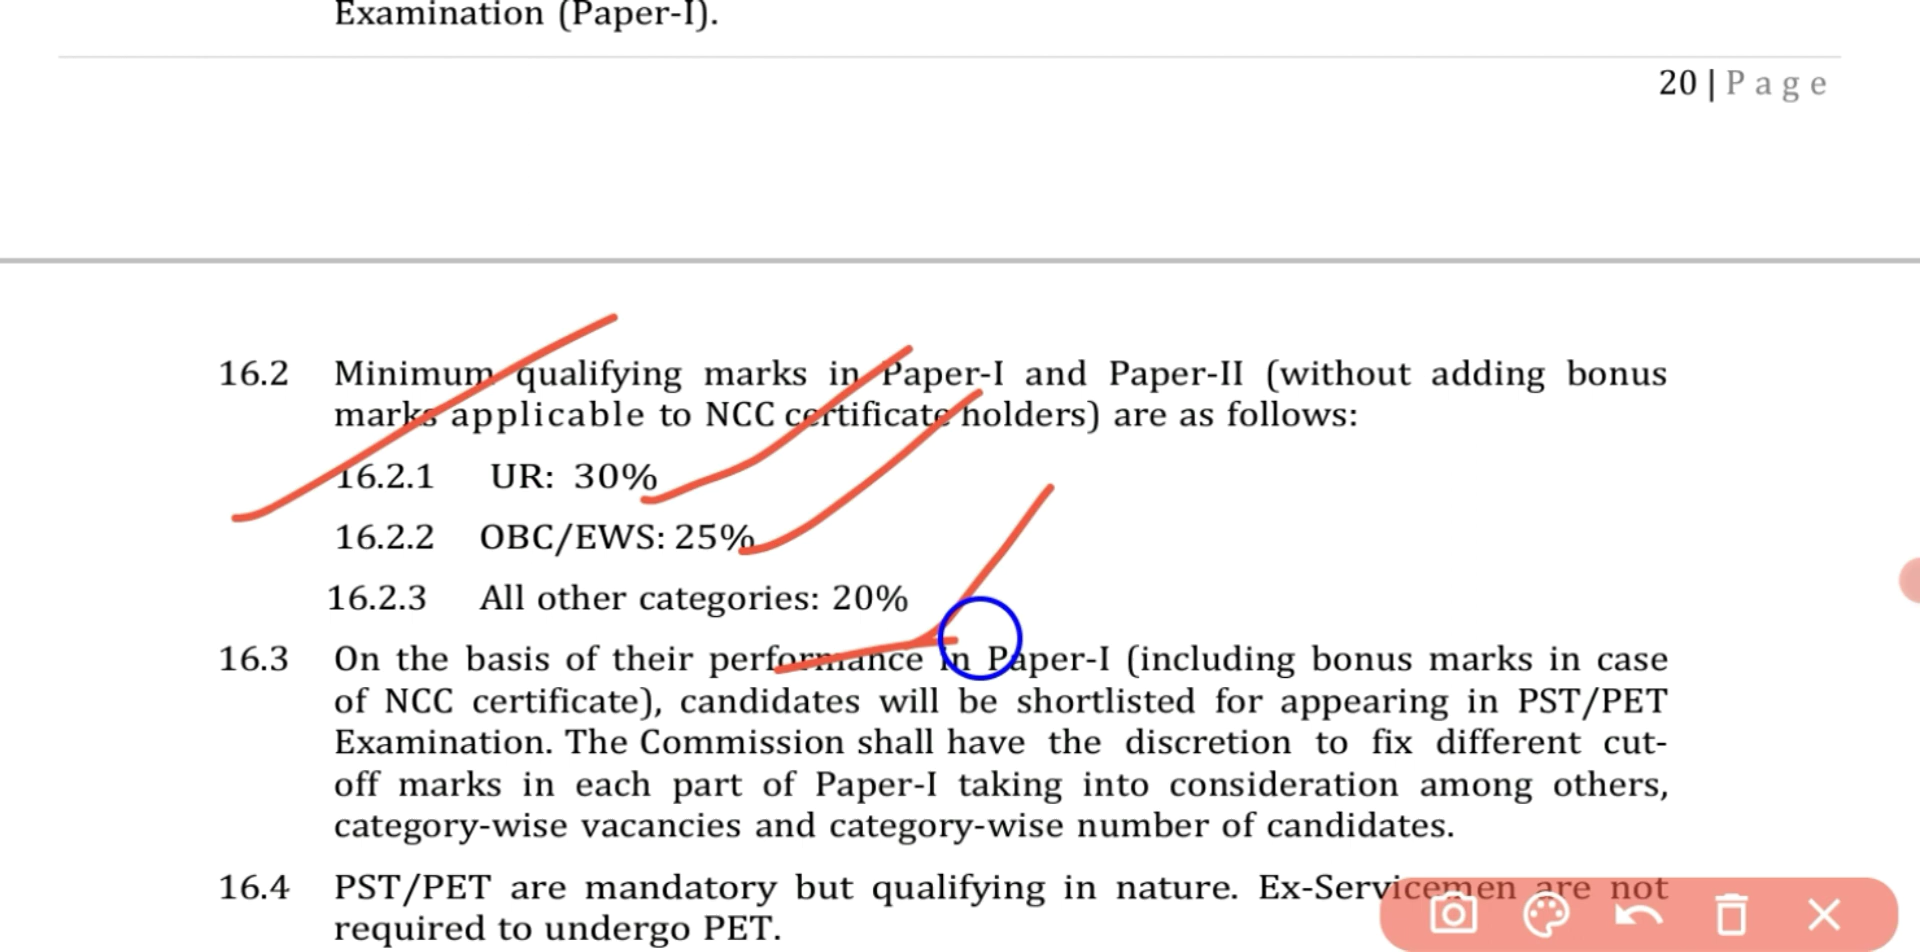 Examination (Paper-I).
20 | P a g e
16.2 Minimum qualifying marks in Paper-I and Paper-II (without adding bonus
marks applicable to NCC certificate holders) are as follows:
16.2.1 UR: 30%
16.2.2 OBC/EWS: 25%
16.2.3 All other categories: 20%
16.3 On the basis of their performance in Paper-I (including bonus marks in case
of NCC certificate), candidates will be shortlisted for appearing in PST/PET
Examination. The Commission shall have the discretion to fix different cut-
off marks in each part of Paper-I taking into consideration among others,
category-wise vacancies and category-wise number of candidates.
16.4 PST/PET are mandatory but qualifying in nature. Ex-Servicemen are not
required to undergo PET.